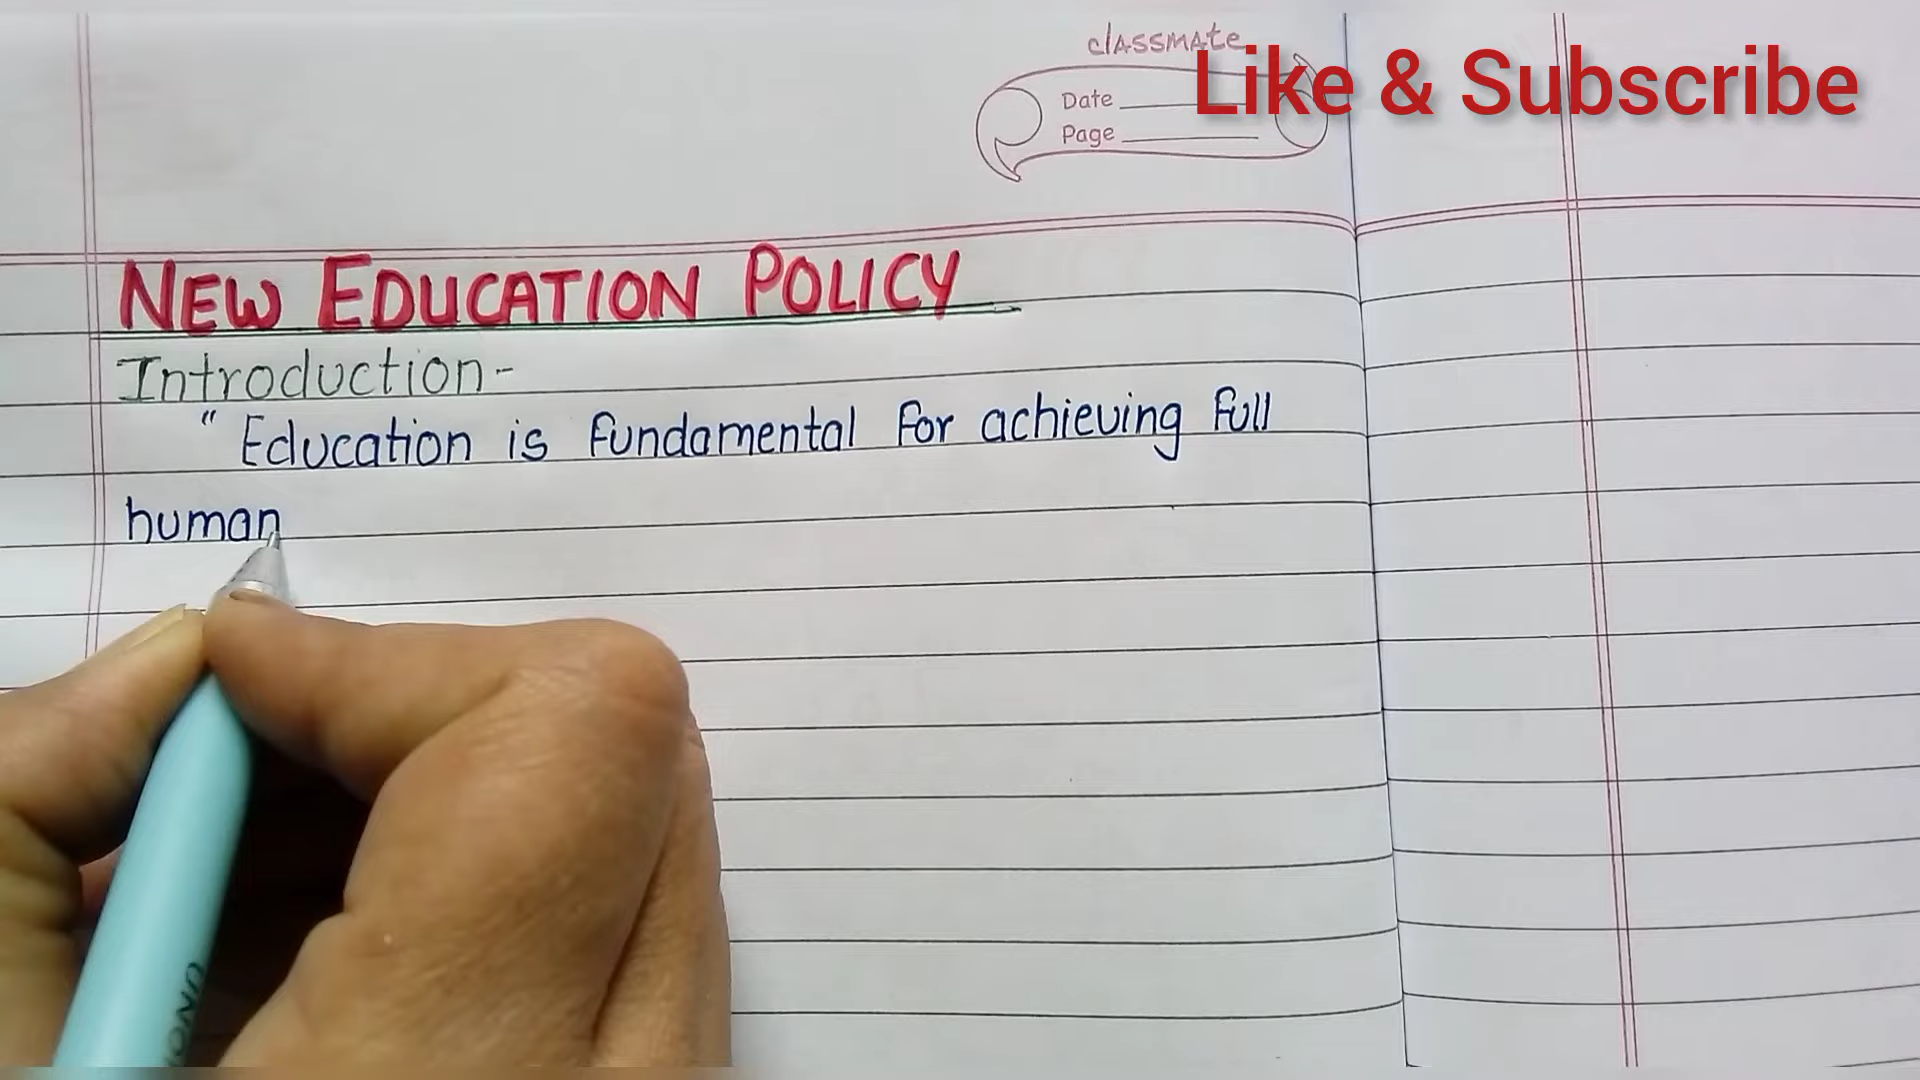 classmate
Like & Subscribe
Date
Page
NEW EDUCATION POLICY
Introduction-
" Education is fundamental for achieving full
human